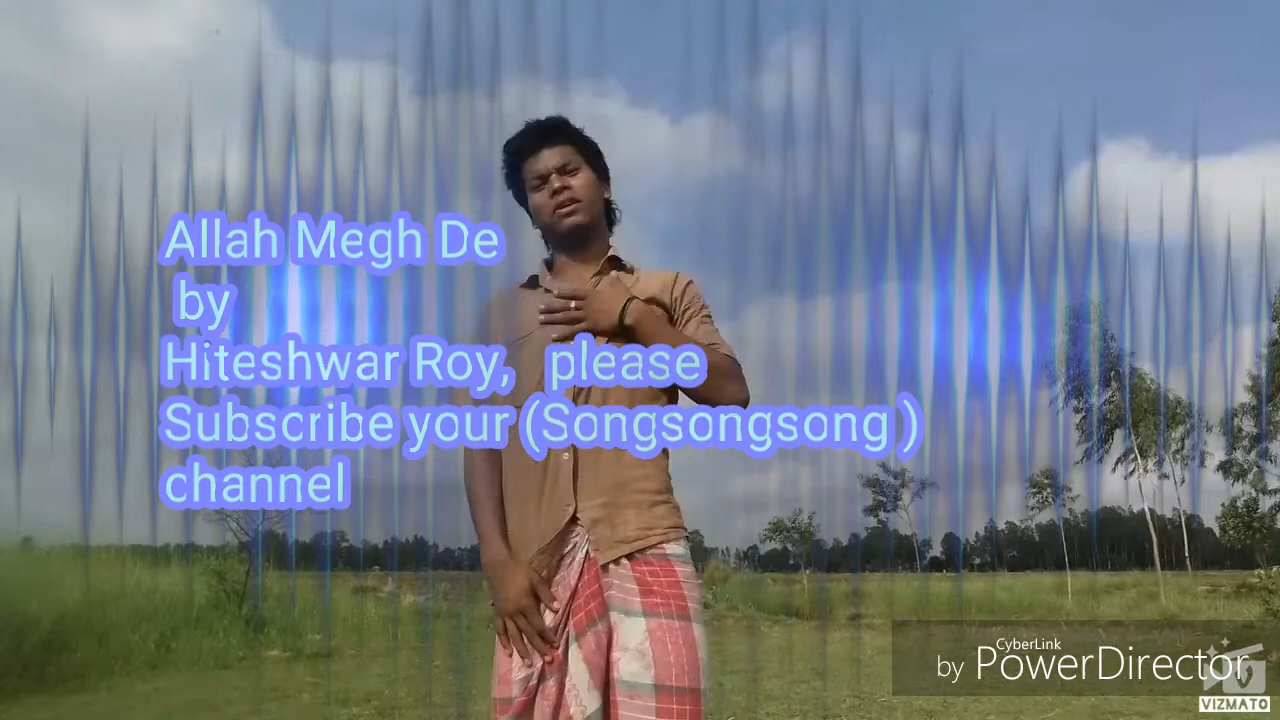 Allah Megh De
by
Hiteshwar Roy, please
Subscribe your (Songsongsong )
channel
CyberLink
by PowerDirector
VIZMATO